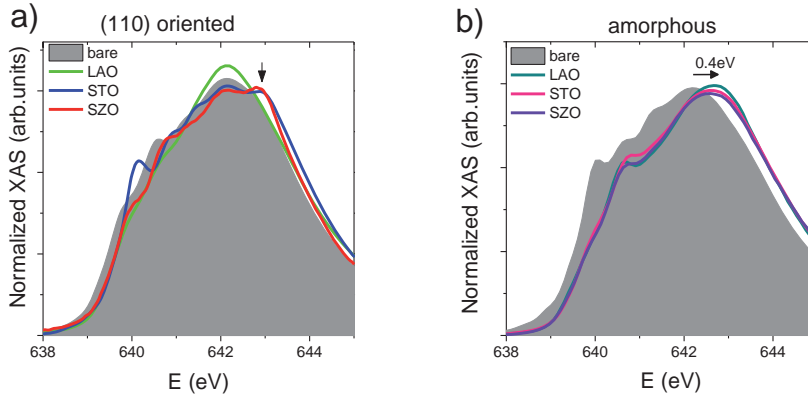 a)
(110) oriented
bare
LAO
STO
SZO
Normalized XAS (arb.units)
638
640
642
644
E (eV)
b)
amorphous
bare
LAO
STO
SZO
0.4eV
Normalized XAS (arb.units)
638
640
642
644
E (eV)